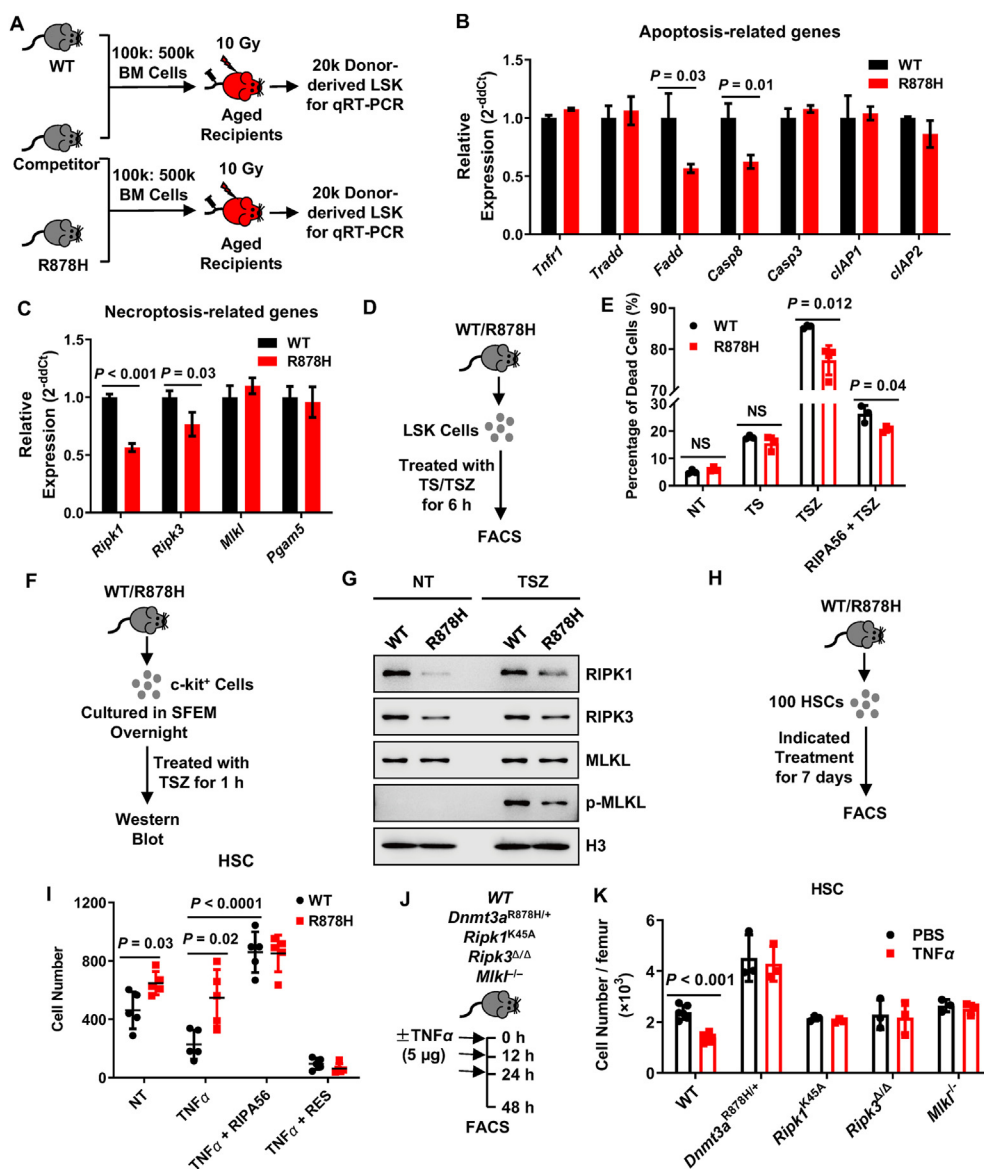 A
WT
Competitor
R878H
100k: 500k
BM Cells
10 Gy
Aged
Recipients
20k Donor-
derived LSK
for qRT-PCR
100k: 500k
BM Cells
10 Gy
Aged
Recipients
20k Donor-
derived LSK
for qRT-PCR
B
Apoptosis-related genes
WT
R878H
Relative
Expression (2-ddCt)
1.0
0.5
0.0
P = 0.03
P = 0.01
Tnfr1
Tradd
Fadd
Casp8
Casp3
cIAP1
cIAP2
C
Necroptosis-related genes
WT
R878H
Relative
Expression (2-ddCt)
1.0
0.5
0.0
P < 0.001
P = 0.03
Ripk1
Ripk3
Mlkl
Pgam5
D
WT/R878H
LSK Cells
Treated with
TS/TSZ
for 6 h
FACS
E
WT
R878H
Percentage of Dead Cells (%)
90
80
70
30
20
10
0
NS
NS
P = 0.012
P = 0.04
NT
TS
TSZ
RIPA56 + TSZ
F
WT/R878H
c-kit+ Cells
Cultured in SFEM
Overnight
Treated with
TSZ for 1 h
Western
Blot
G
NT
TSZ
WT
R878H
WT
R878H
RIPK1
RIPK3
MLKL
p-MLKL
H3
H
WT/R878H
100 HSCs
Indicated
Treatment
for 7 days
FACS
HSC
I
WT
R878H
Cell Number
1200
800
400
0
P = 0.03
P = 0.02
P < 0.0001
NT
TNFα
TNFα + RIPA56
TNFα + RES
J
WT
Dnmt3aR878H/+
Ripk1K45A
Ripk3Δ/Δ
Mlkl–/–
±TNFα
(5 µg)
0 h
12 h
24 h
48 h
FACS
K
HSC
PBS
TNFα
Cell Number / femur
(×10³)
6
4
2
0
P < 0.001
WT
Dnmt3aR878H/+
Ripk1K45A
Ripk3Δ/Δ
Mlkl-/-